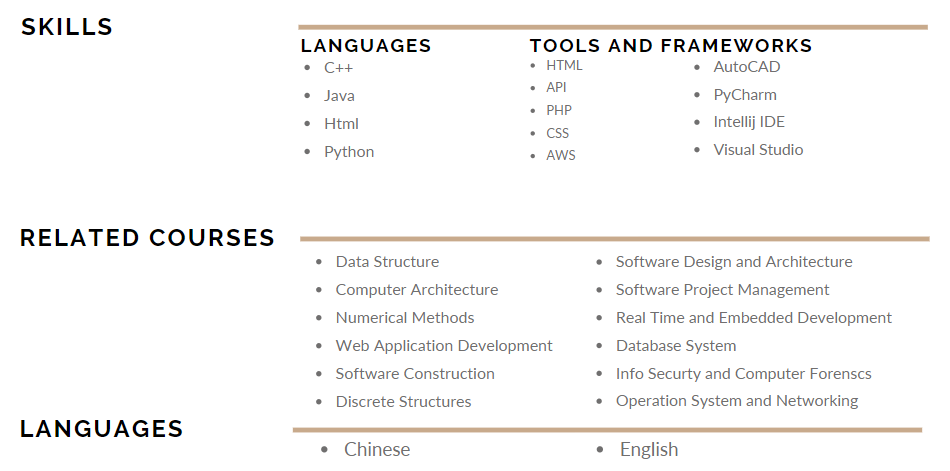 SKILLS
LANGUAGES
C++
Java
Html
Python
TOOLS AND FRAMEWORKS
HTML
API
PHP
CSS
AWS
AutoCAD
PyCharm
Intellij IDE
Visual Studio
RELATED COURSES
Data Structure
Computer Architecture
Numerical Methods
Web Application Development
Software Construction
Discrete Structures
Software Design and Architecture
Software Project Management
Real Time and Embedded Development
Database System
Info Securty and Computer Forenscs
Operation System and Networking
LANGUAGES
Chinese
English